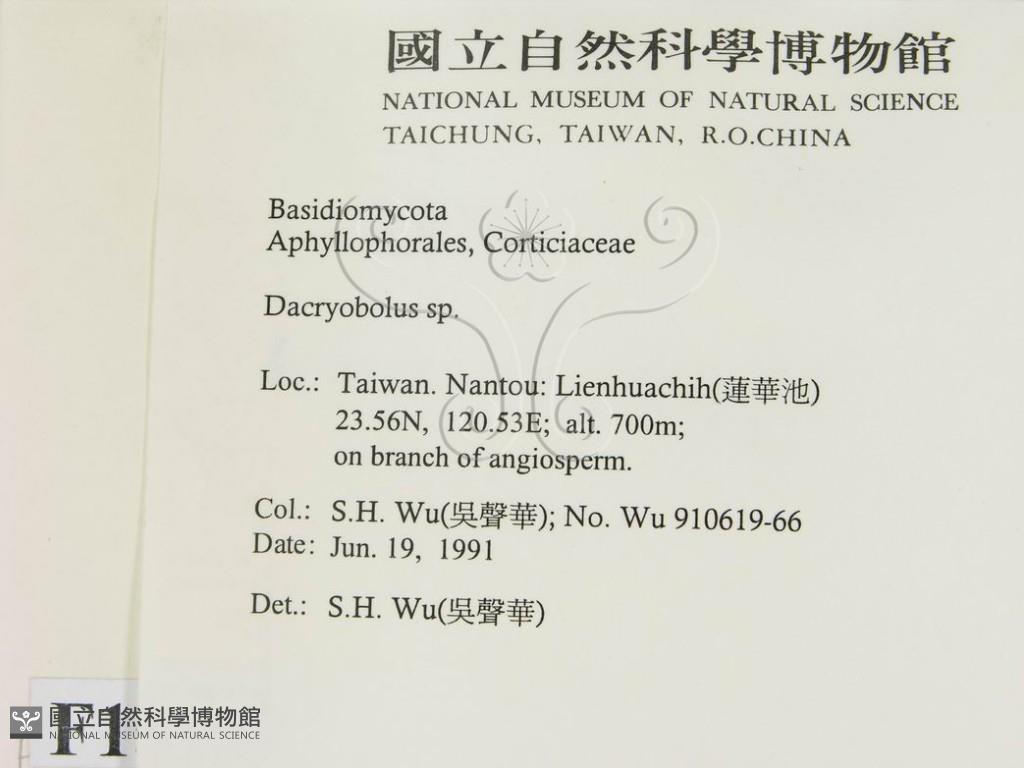 國立自然科學博物館
NATIONAL MUSEUM OF NATURAL SCIENCE
TAICHUNG, TAIWAN, R.O.CHINA
Basidiomycota
Aphyllophorales, Corticiaceae
Dacryobolus sp.
Loc.: Taiwan. Nantou: Lienhuachih(蓮華池)
23.56N, 120.53E; alt. 700m;
on branch of angiosperm.
Col.: S.H. Wu(吳聲華); No. Wu 910619-66
Date: Jun. 19, 1991
Det.: S.H. Wu(吳聲華)
F1
國立自然科學博物館
NATIONAL MUSEUM OF NATURAL SCIENCE